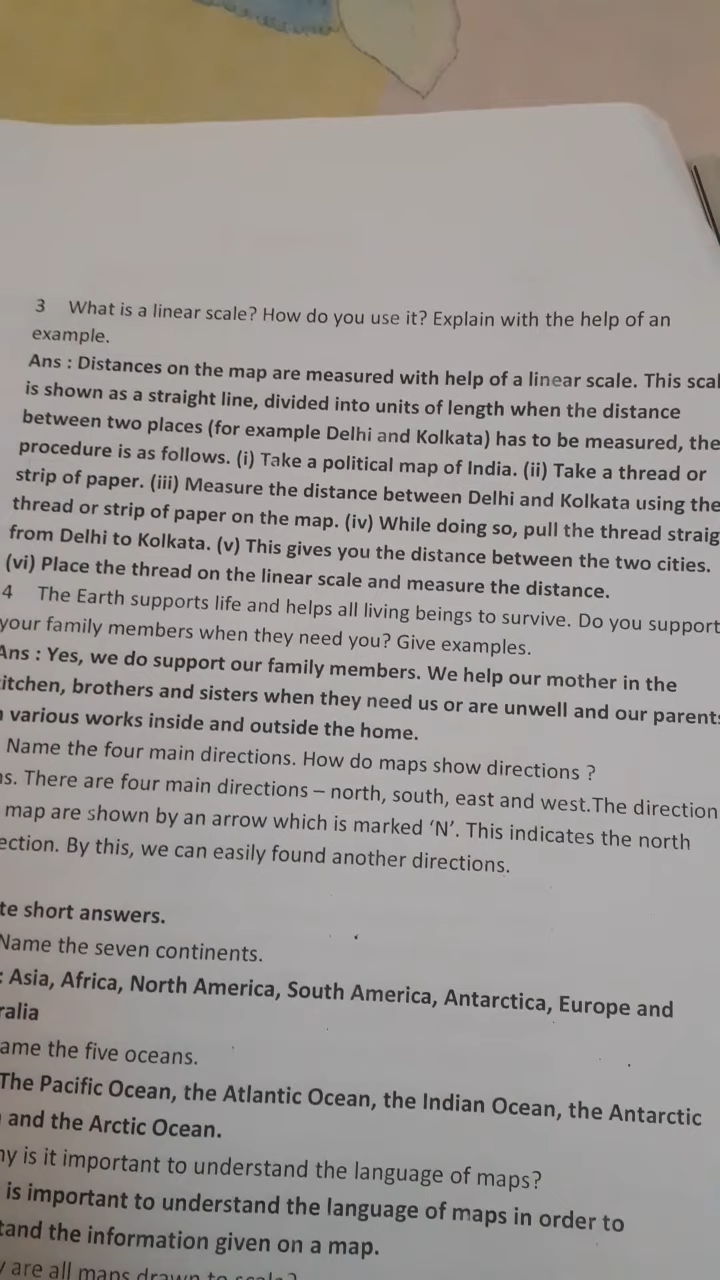 3 What is a linear scale? How do you use it? Explain with the help of an
example.
Ans : Distances on the map are measured with help of a linear scale. This scal
is shown as a straight line, divided into units of length when the distance
between two places (for example Delhi and Kolkata) has to be measured, the
procedure is as follows. (i) Take a political map of India. (ii) Take a thread or
strip of paper. (iii) Measure the distance between Delhi and Kolkata using the
thread or strip of paper on the map. (iv) While doing so, pull the thread straig
from Delhi to Kolkata. (v) This gives you the distance between the two cities.
(vi) Place the thread on the linear scale and measure the distance.
4 The Earth supports life and helps all living beings to survive. Do you support
your family members when they need you? Give examples.
Ans : Yes, we do support our family members. We help our mother in the
itchen, brothers and sisters when they need us or are unwell and our parents
various works inside and outside the home.
Name the four main directions. How do maps show directions ?
s. There are four main directions – north, south, east and west.The direction
map are shown by an arrow which is marked ‘N’. This indicates the north
ection. By this, we can easily found another directions.
te short answers.
Name the seven continents.
: Asia, Africa, North America, South America, Antarctica, Europe and
ralia
ame the five oceans.
The Pacific Ocean, the Atlantic Ocean, the Indian Ocean, the Antarctic
and the Arctic Ocean.
hy is it important to understand the language of maps?
is important to understand the language of maps in order to
tand the information given on a map.
y are all maps drawn to scale?